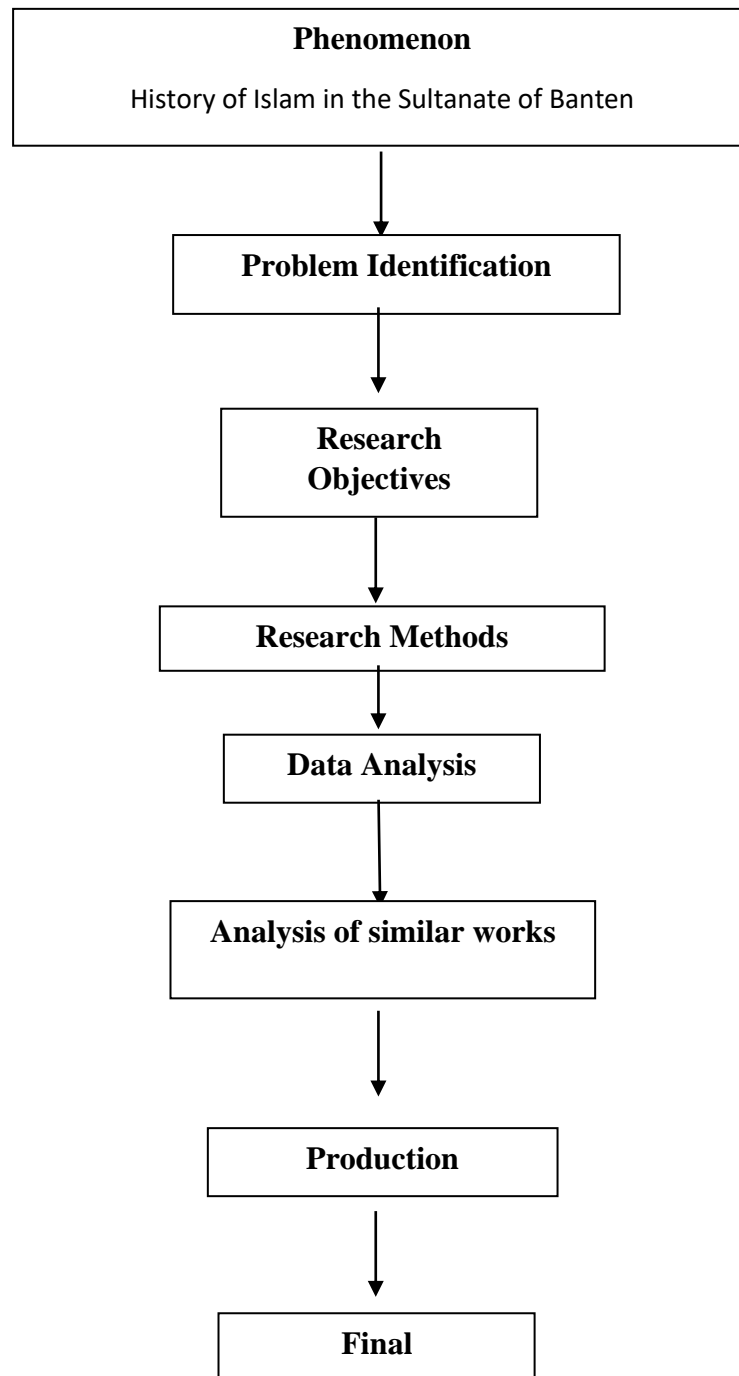 Phenomenon
History of Islam in the Sultanate of Banten
Problem Identification
Research
Objectives
Research Methods
Data Analysis
Analysis of similar works
Production
Final